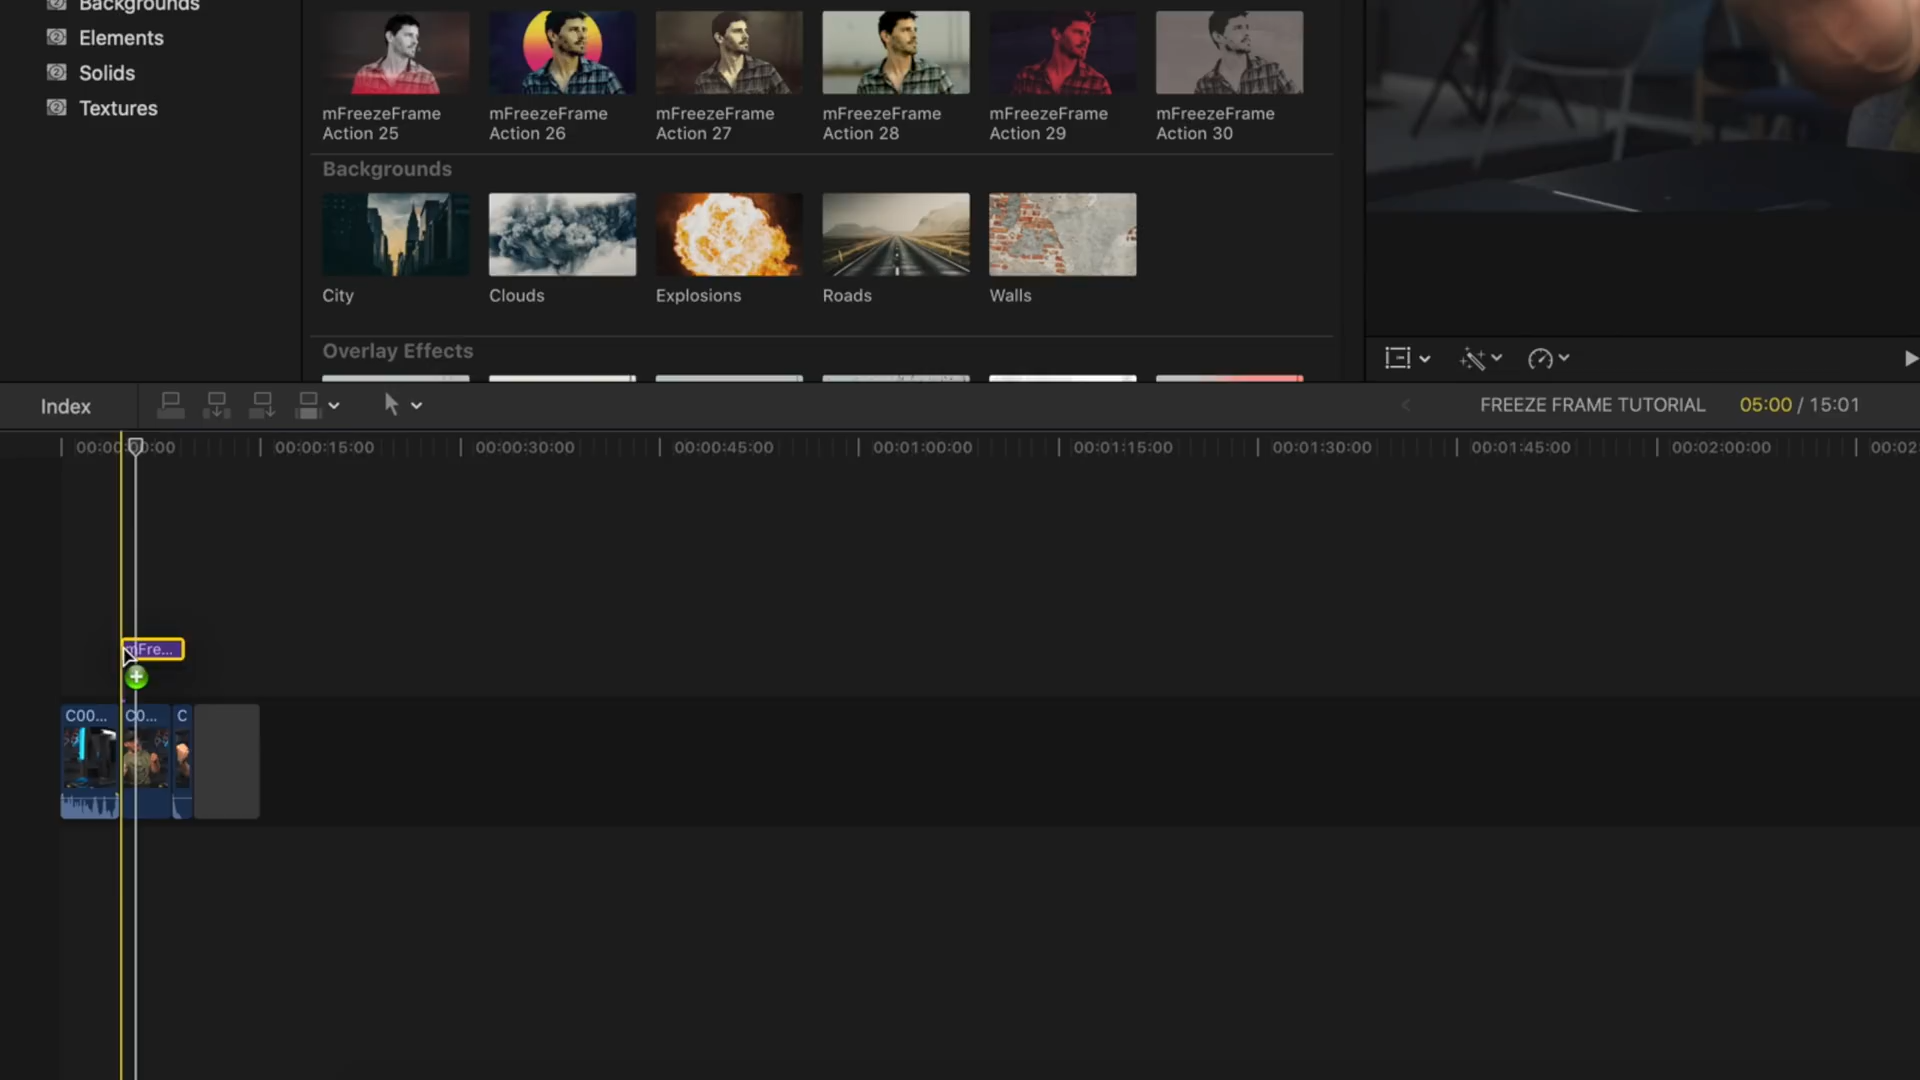 Backgrounds
Elements
Solids
Textures
mFreezeFrame
Action 25
mFreezeFrame
Action 26
mFreezeFrame
Action 27
mFreezeFrame
Action 28
mFreezeFrame
Action 29
mFreezeFrame
Action 30
Backgrounds
City
Clouds
Explosions
Roads
Walls
Overlay Effects
Index
FREEZE FRAME TUTORIAL 05:00 / 15:01
00:00:00:00 00:00:15:00 00:00:30:00 00:00:45:00 00:01:00:00 00:01:15:00 00:01:30:00 00:01:45:00 00:02:00:00 00:02
mFre...
C00... C0... C